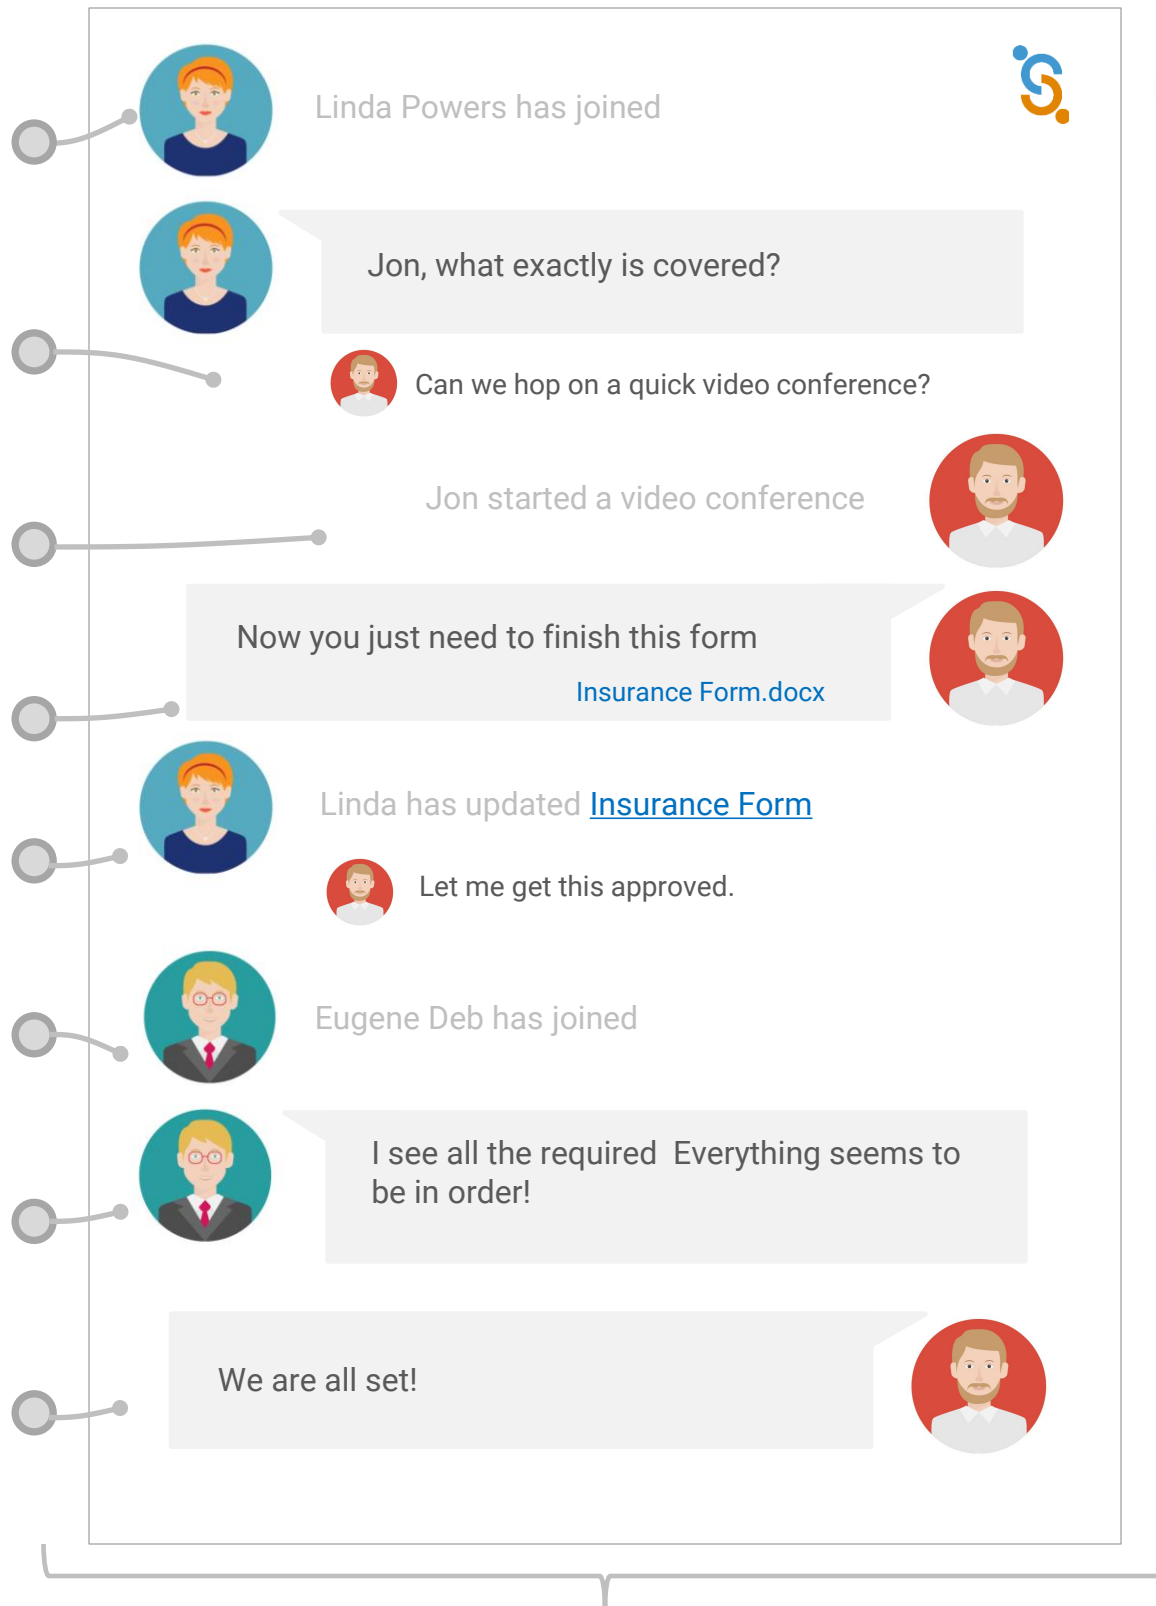 Linda Powers has joined
Jon, what exactly is covered?
Can we hop on a quick video conference?
Jon started a video conference
Now you just need to finish this form
Insurance Form.docx
Linda has updated Insurance Form
Let me get this approved.
Eugene Deb has joined
I see all the required  Everything seems to
be in order!
We are all set!